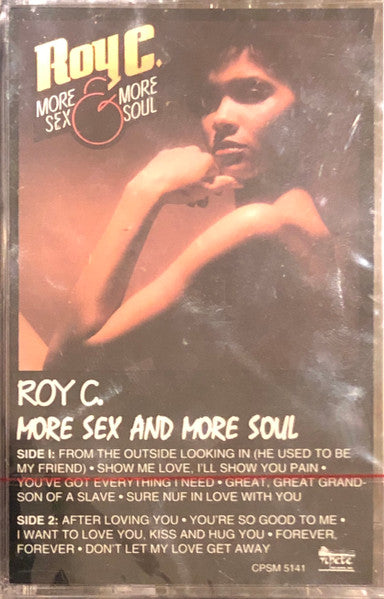 Roy C.
MORE & MORE
SEX SOUL
ROY C.
MORE SEX AND MORE SOUL
SIDE I: FROM THE OUTSIDE LOOKING IN (HE USED TO BE
MY FRIEND) • SHOW ME LOVE, I'LL SHOW YOU PAIN •
YOU'VE GOT EVERYTHING I NEED • GREAT, GREAT GRAND-
SON OF A SLAVE • SURE NUF IN LOVE WITH YOU
SIDE 2: AFTER LOVING YOU • YOU'RE SO GOOD TO ME •
I WANT TO LOVE YOU, KISS AND HUG YOU • FOREVER,
FOREVER • DON'T LET MY LOVE GET AWAY
CPSM 5141